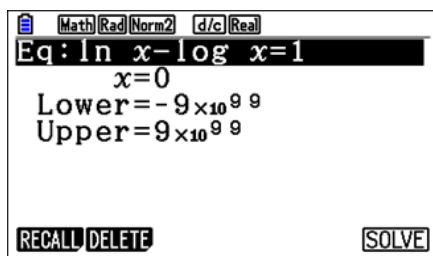 Math Rad Norm2 d/c Real
Eq:ln x-log x=1
x=0
Lower=-9×10⁹⁹
Upper=9×10⁹⁹
RECALL DELETE SOLVE